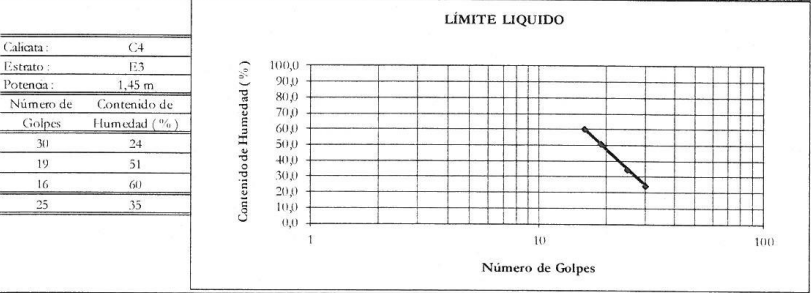 LÍMITE LIQUIDO
Calicata : C4
Estrato : E3
Potencia : 1,45 m
Número de Contenido de
Golpes Humedad ( % )
30 24
19 51
16 60
25 35
Contenido de Humedad ( % )
100,0
90,0
80,0
70,0
60,0
50,0
40,0
30,0
20,0
10,0
0,0
1 10 100
Número de Golpes